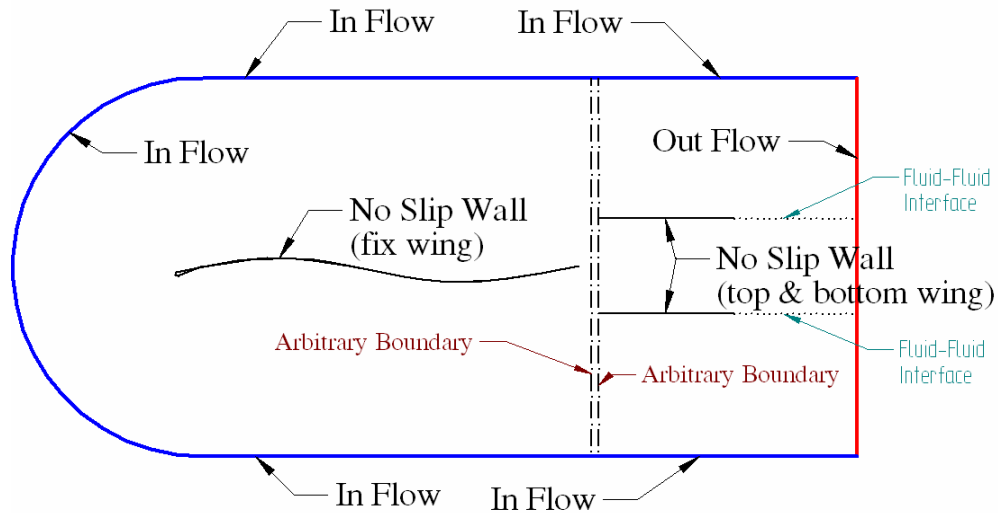 In Flow
In Flow
In Flow
Out Flow
Fluid-Fluid
Interface
No Slip Wall
(fix wing)
No Slip Wall
(top & bottom wing)
Arbitrary Boundary
Arbitrary Boundary
Fluid-Fluid
Interface
In Flow
In Flow